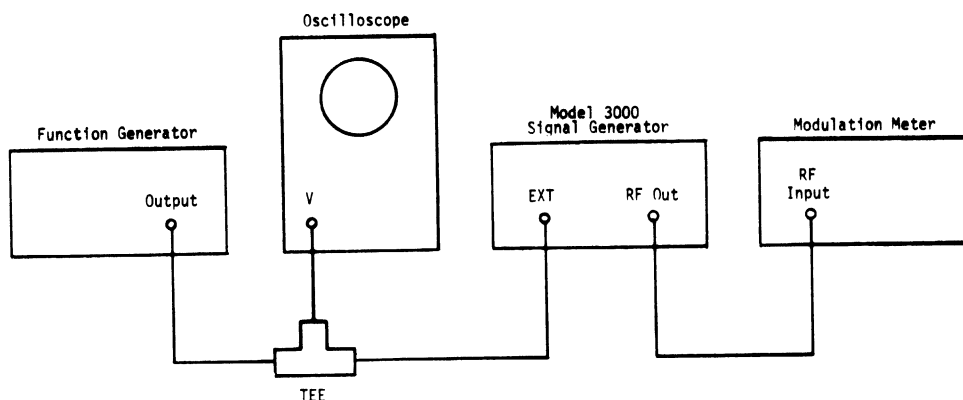 Oscilloscope
Function Generator
Model 3000
Signal Generator
Modulation Meter
Output
V
EXT
RF Out
RF
Input
TEE